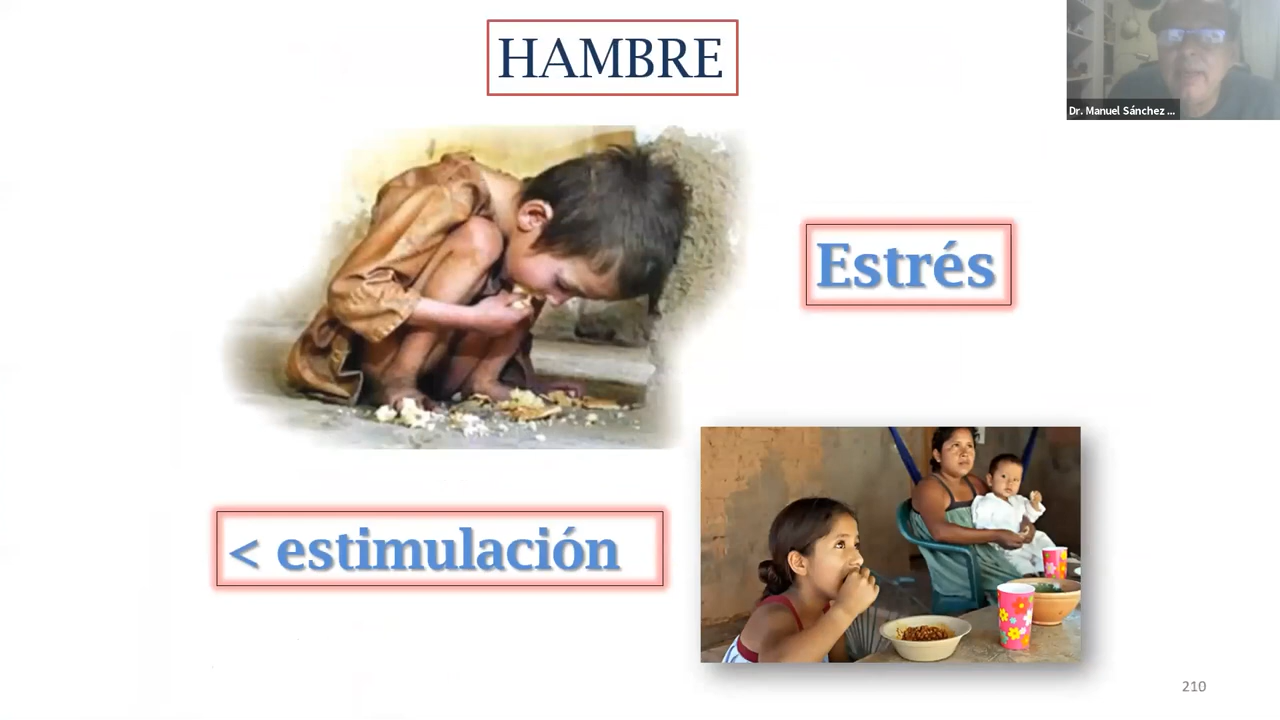 HAMBRE
Dr. Manuel Sánchez ...
Estrés
< estimulación
210